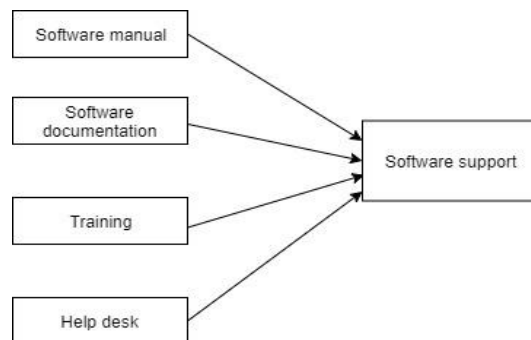 Software manual
Software
documentation
Software support
Training
Help desk